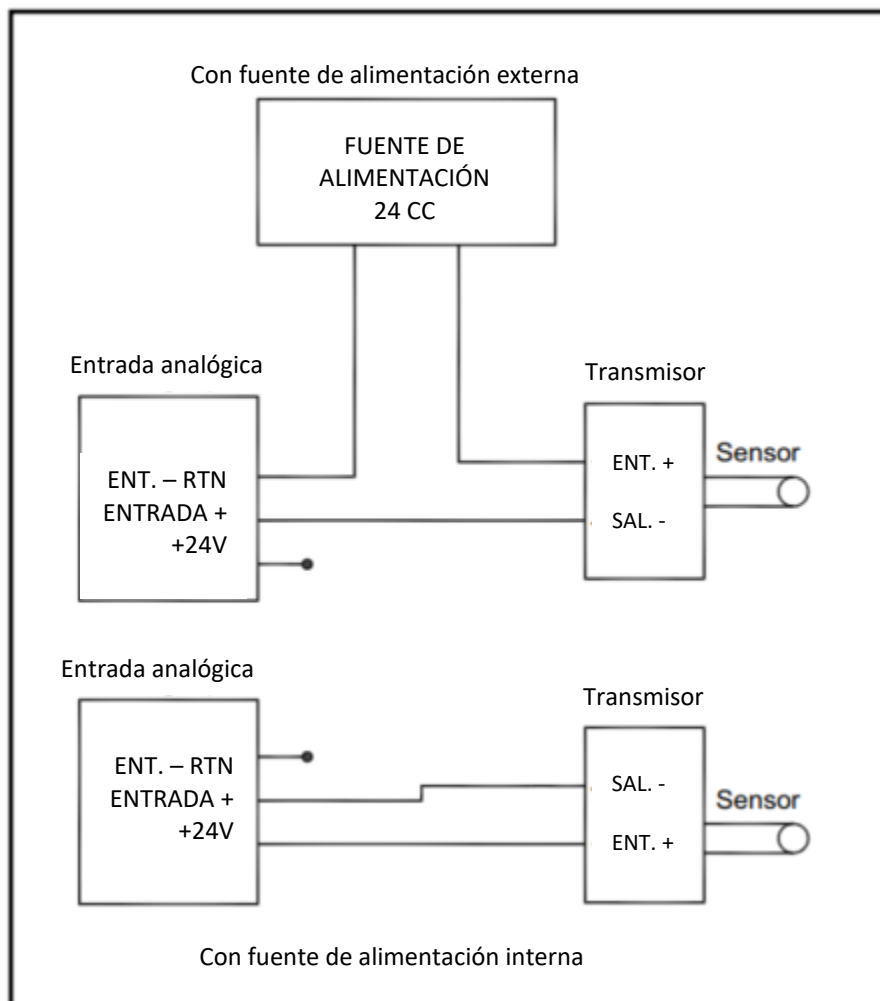 Con fuente de alimentación externa
FUENTE DE
ALIMENTACIÓN
24 CC
Entrada analógica
Transmisor
ENT. – RTN
ENTRADA +
+24V
ENT. +
SAL. -
Sensor
Entrada analógica
Transmisor
ENT. – RTN
ENTRADA +
+24V
SAL. -
ENT. +
Sensor
Con fuente de alimentación interna